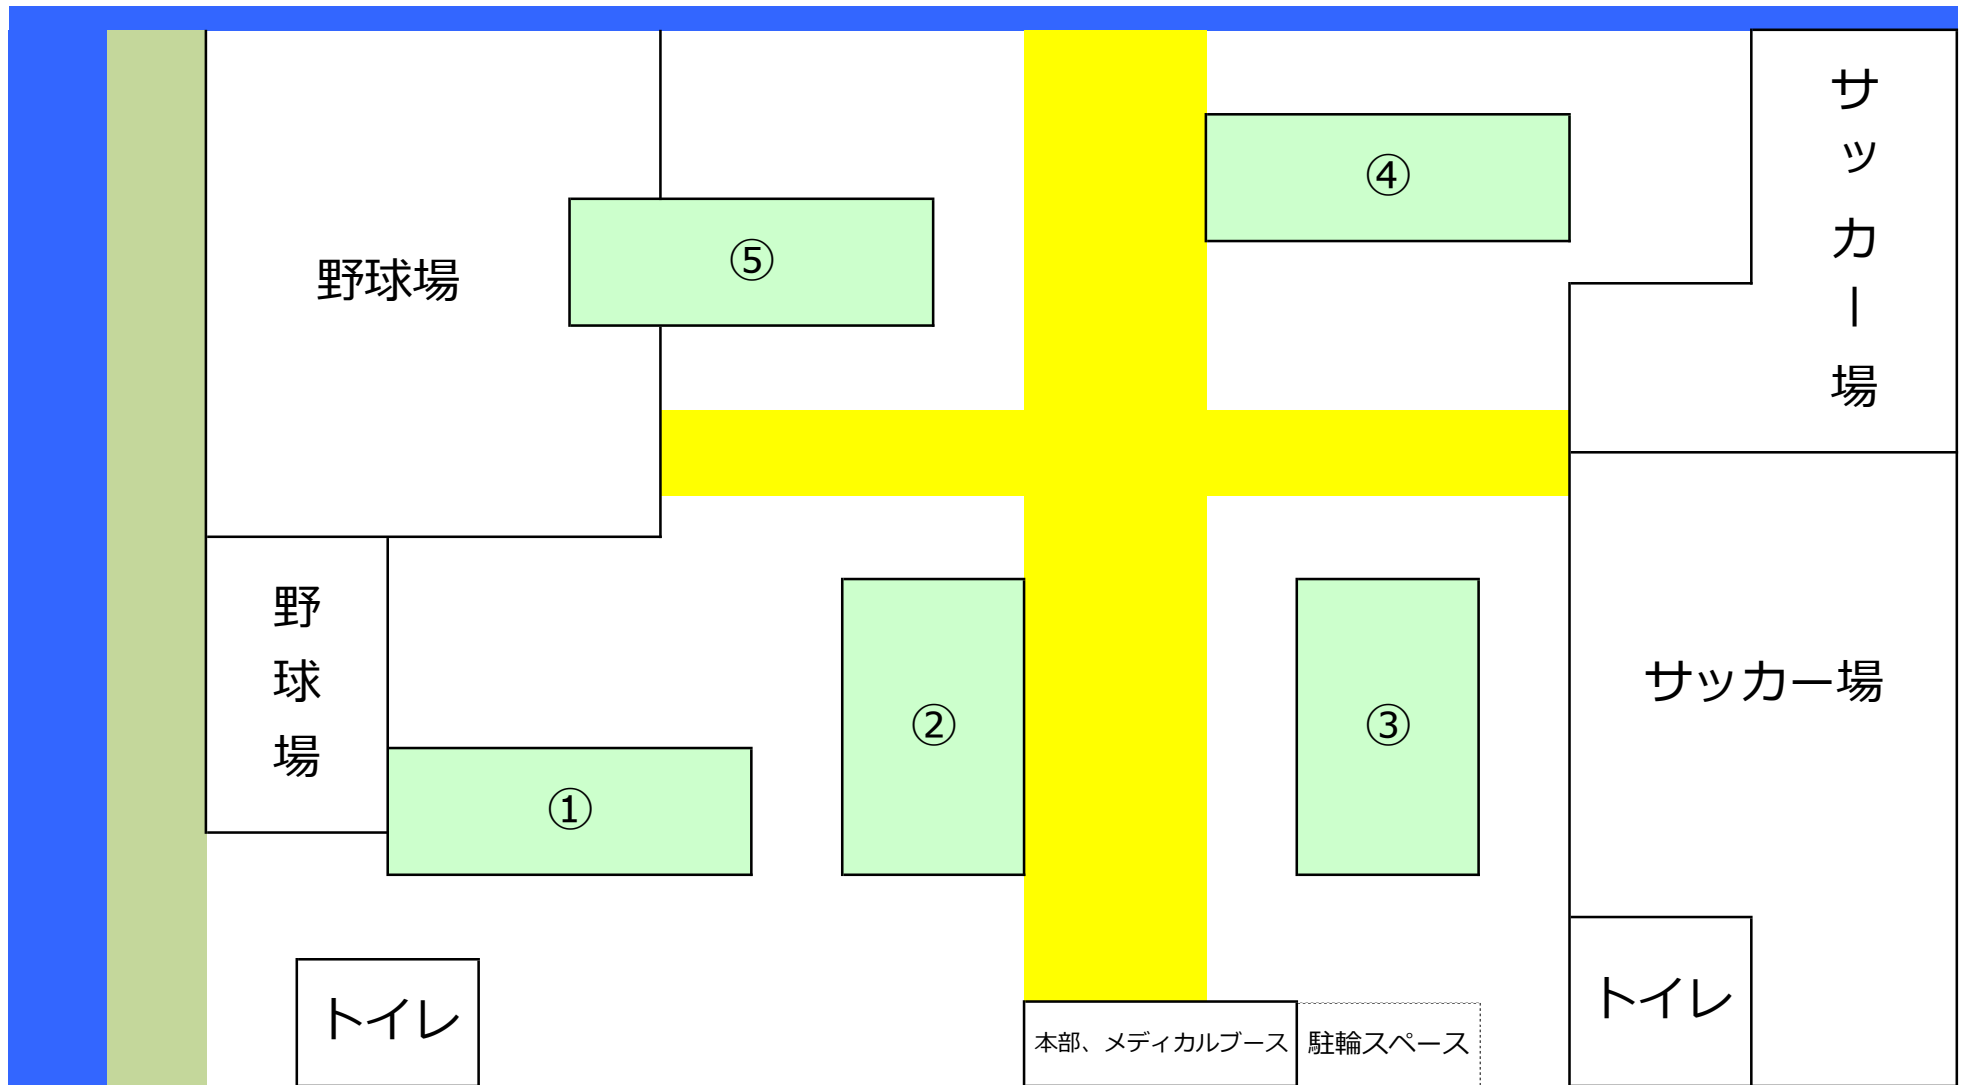 サッカー場
④
⑤
野球場
野球場
サッカー場
②
③
①
トイレ
トイレ
本部、メディカルブース
駐輪スペース